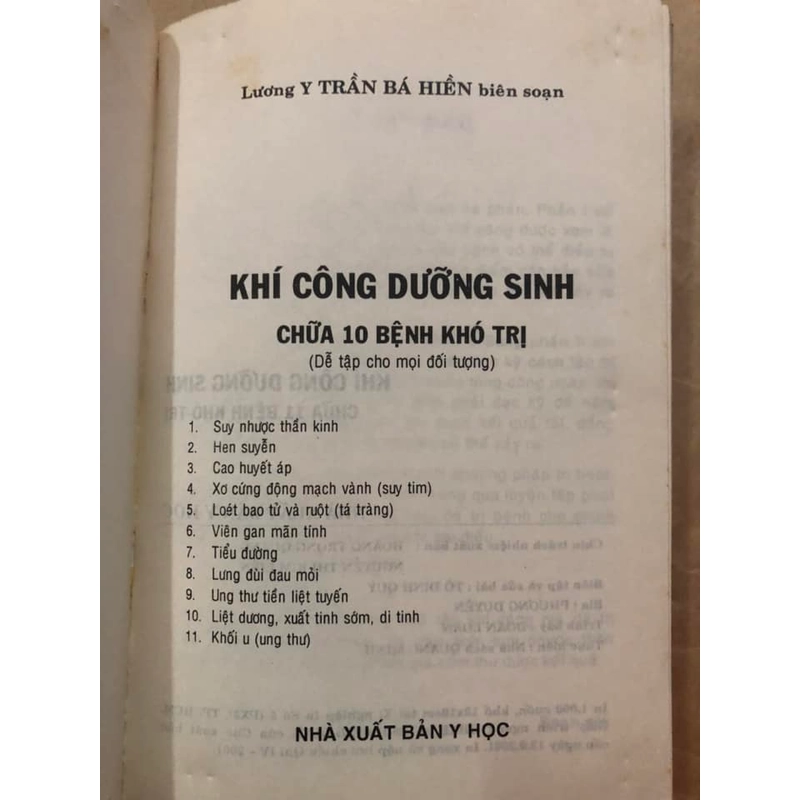 Lương Y TRẦN BÁ HIỀN biên soạn
KHÍ CÔNG DƯỠNG SINH
CHỮA 10 BỆNH KHÓ TRỊ
(Dễ tập cho mọi đối tượng)
1. Suy nhược thần kinh
2. Hen suyễn
3. Cao huyết áp
4. Xơ cứng động mạch vành (suy tim)
5. Loét bao tử và ruột (tá tràng)
6. Viên gan mãn tính
7. Tiểu đường
8. Lưng đùi đau mỏi
9. Ung thư tiền liệt tuyến
10. Liệt dương, xuất tinh sớm, di tinh
11. Khối u (ung thư)
NHÀ XUẤT BẢN Y HỌC